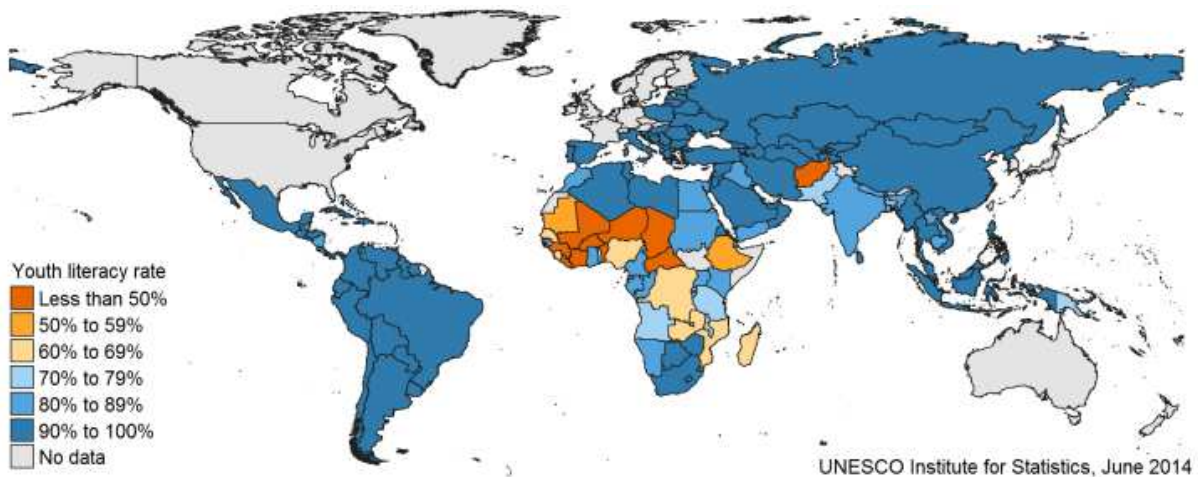 Youth literacy rate
Less than 50%
50% to 59%
60% to 69%
70% to 79%
80% to 89%
90% to 100%
No data
UNESCO Institute for Statistics, June 2014